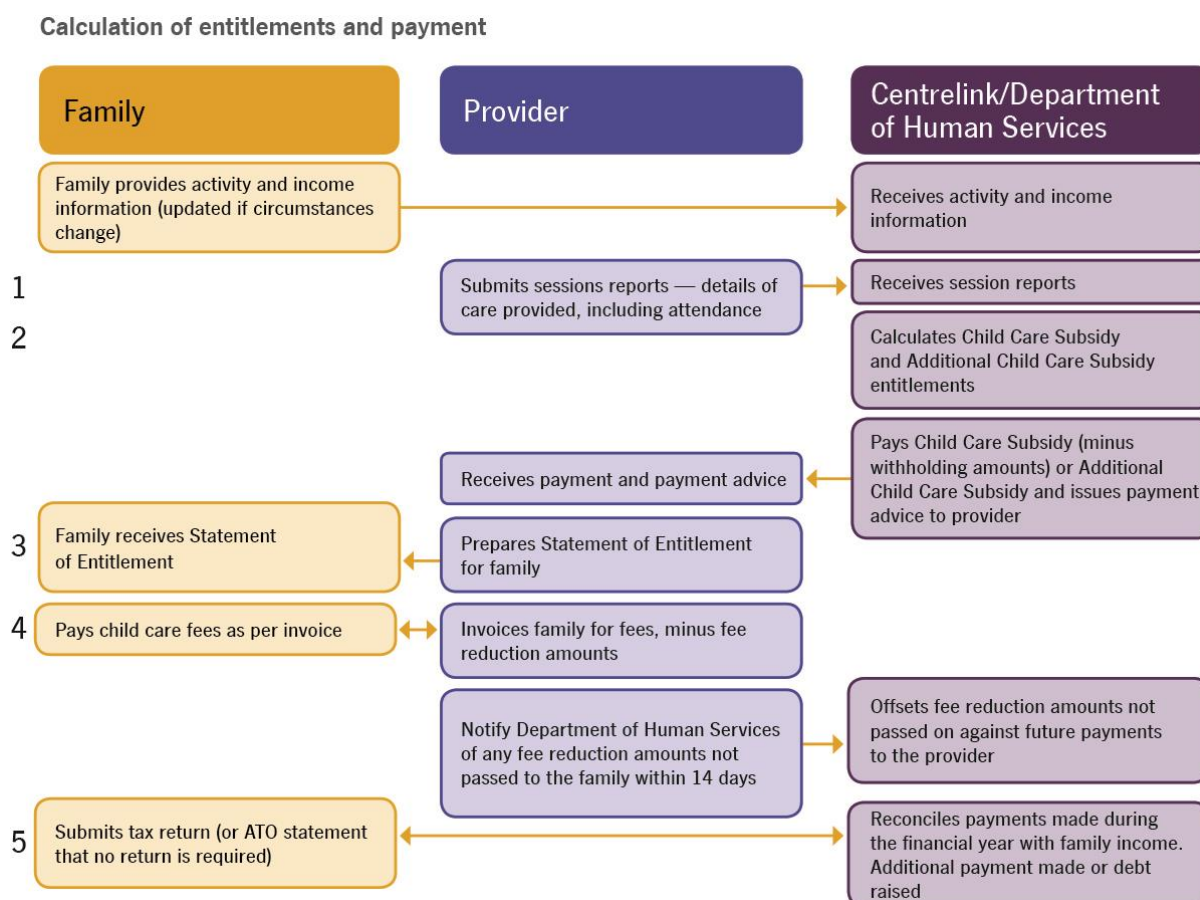 Calculation of entitlements and payment
Family
Provider
Centrelink/Department
of Human Services
Family provides activity and income
information (updated if circumstances
change)
Receives activity and income
information
1
Submits sessions reports — details of
care provided, including attendance
Receives session reports
2
Calculates Child Care Subsidy
and Additional Child Care Subsidy
entitlements
Pays Child Care Subsidy (minus
withholding amounts) or Additional
Child Care Subsidy and issues payment
advice to provider
Receives payment and payment advice
3
Family receives Statement
of Entitlement
Prepares Statement of Entitlement
for family
4
Pays child care fees as per invoice
Invoices family for fees, minus fee
reduction amounts
Notify Department of Human Services
of any fee reduction amounts not
passed to the family within 14 days
Offsets fee reduction amounts not
passed on against future payments
to the provider
5
Submits tax return (or ATO statement
that no return is required)
Reconciles payments made during
the financial year with family income.
Additional payment made or debt
raised